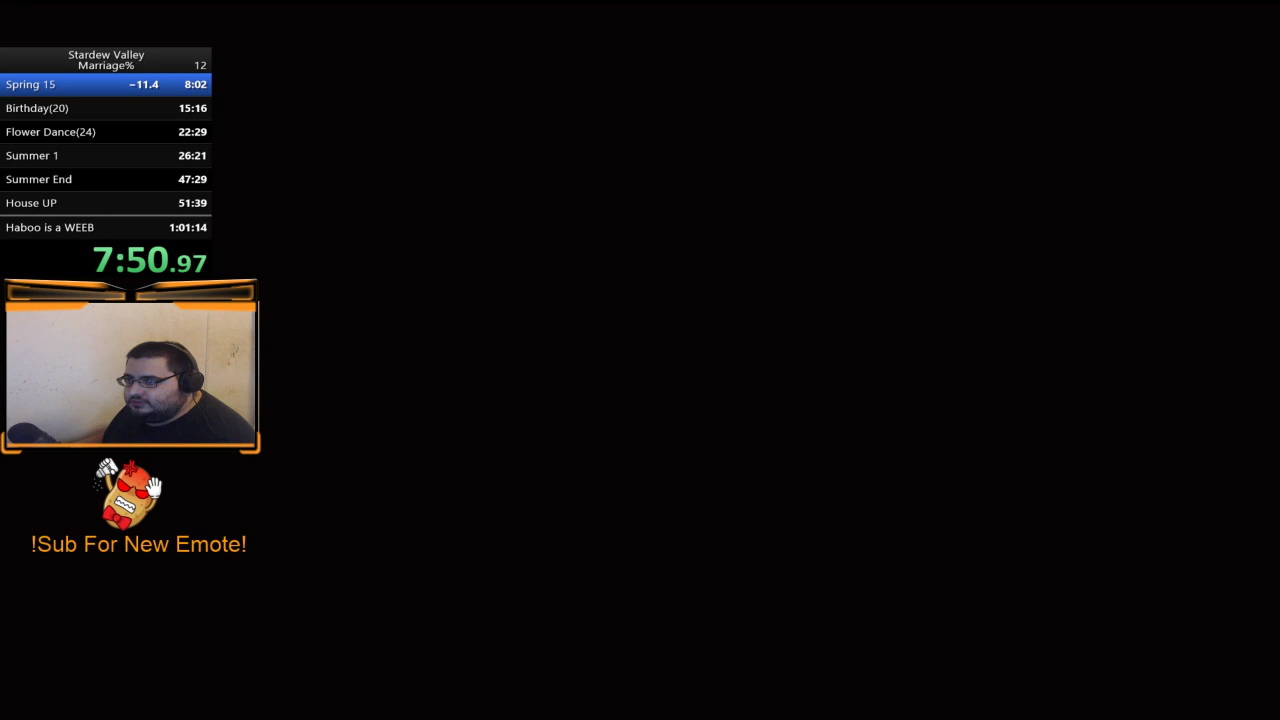 Stardew Valley
Marriage% 12
Spring 15 −11.4 8:02
Birthday(20) 15:16
Flower Dance(24) 22:29
Summer 1 26:21
Summer End 47:29
House UP 51:39
Haboo is a WEEB 1:01:14
7:50.97
!Sub For New Emote!